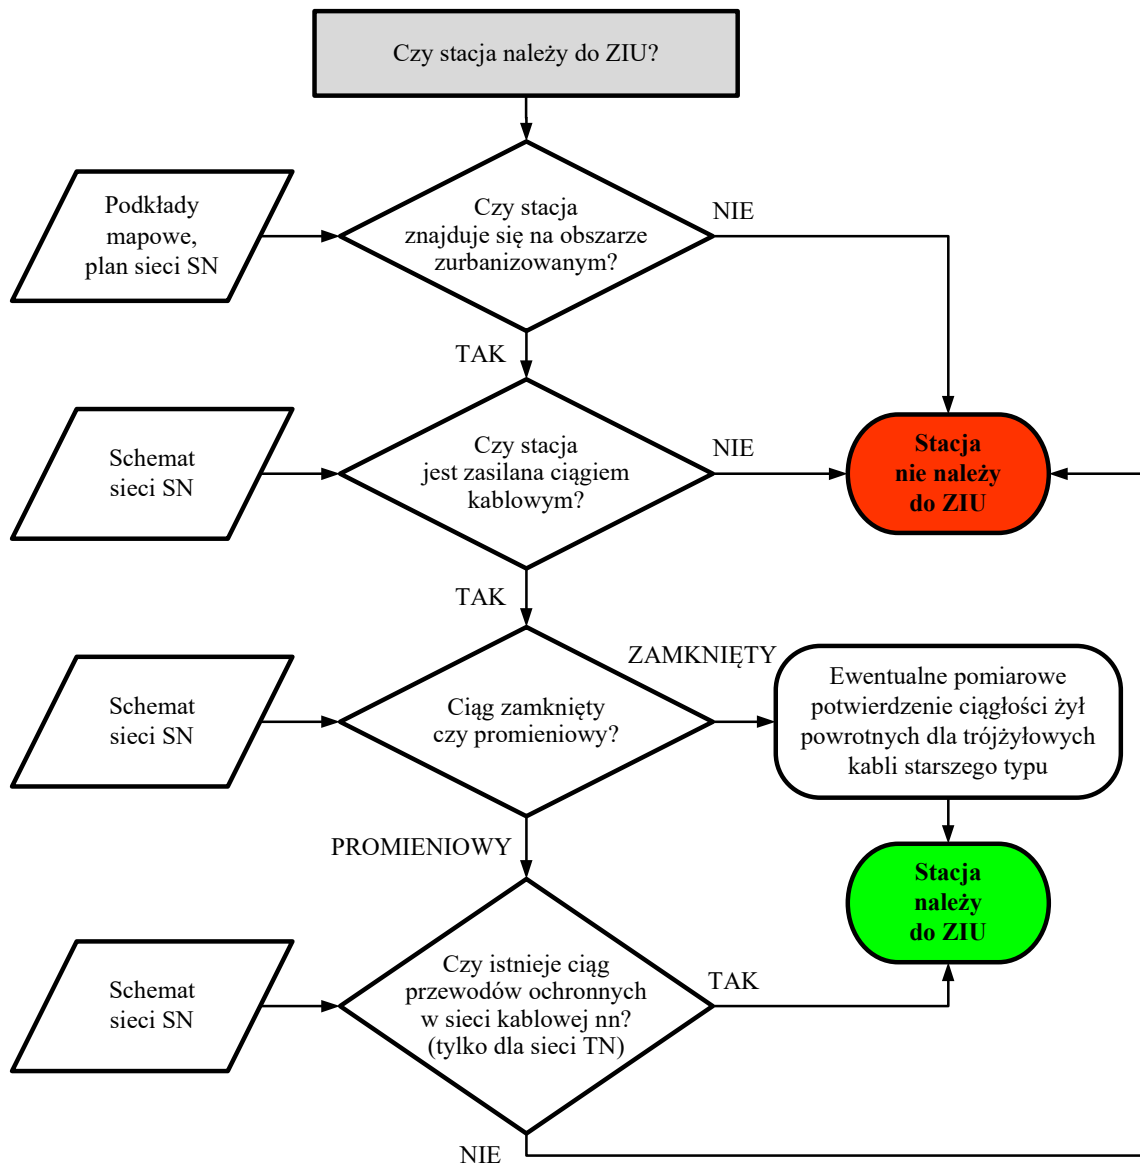 Czy stacja należy do ZIU?
Podkłady
mapowe,
plan sieci SN
Czy stacja
znajduje się na obszarze
zurbanizowanym?
NIE
TAK
Schemat
sieci SN
Czy stacja
jest zasilana ciągiem
kablowym?
NIE
Stacja
nie należy
do ZIU
TAK
Schemat
sieci SN
Ciąg zamknięty
czy promieniowy?
ZAMKNIĘTY
Ewentualne pomiarowe
potwierdzenie ciągłości żył
powrotnych dla trójżyłowych
kabli starszego typu
PROMIENIOWY
Stacja
należy
do ZIU
Schemat
sieci SN
Czy istnieje ciąg
przewodów ochronnych
w sieci kablowej nn?
(tylko dla sieci TN)
TAK
NIE